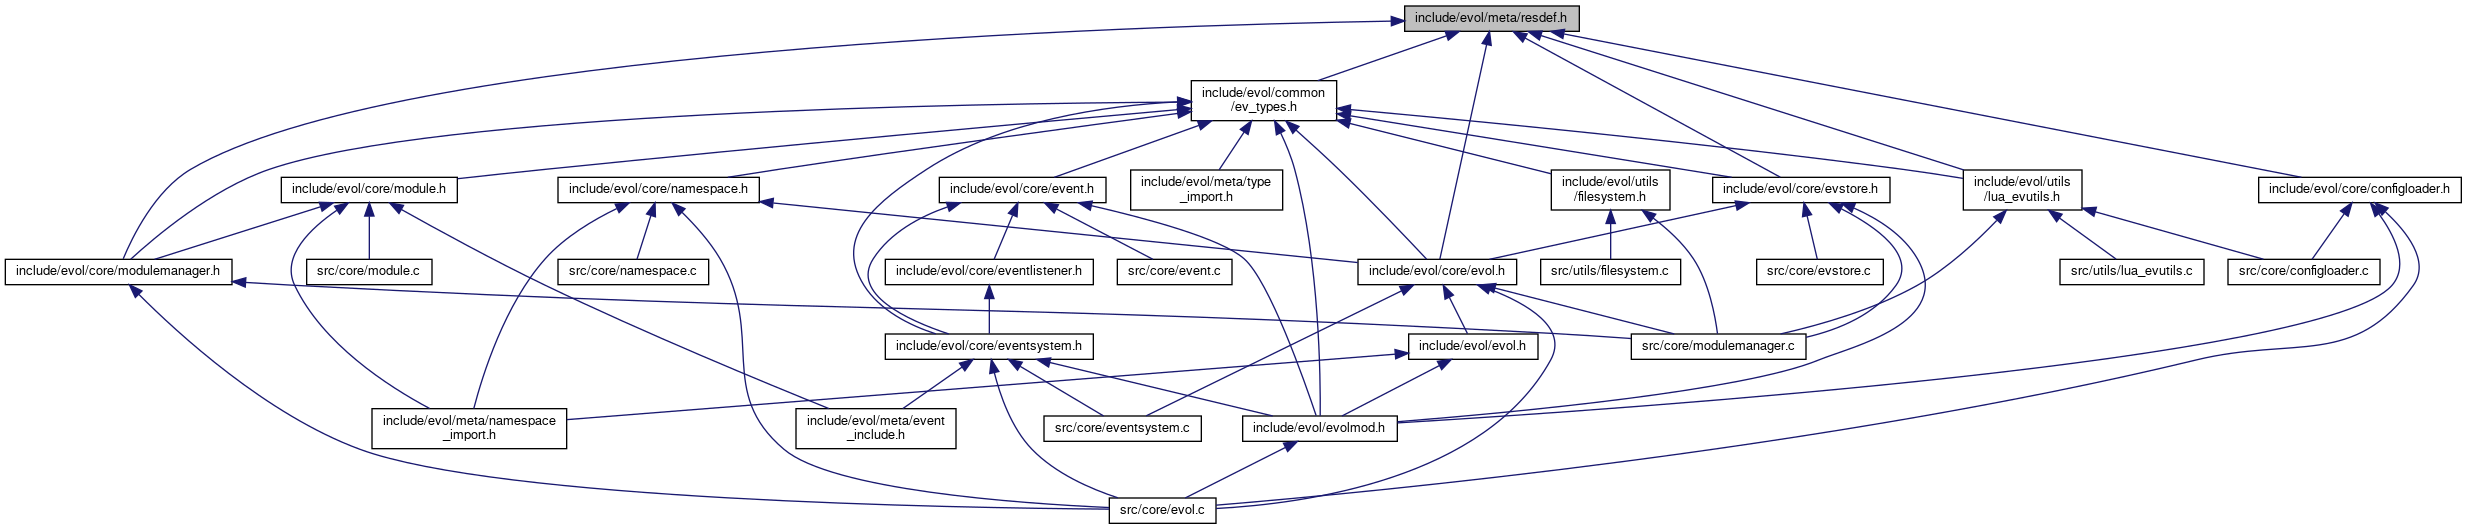 include/evol/meta/resdef.h
include/evol/common
/ev_types.h
include/evol/core/module.h
include/evol/core/namespace.h
include/evol/core/event.h
include/evol/meta/type
_import.h
include/evol/utils
/filesystem.h
include/evol/core/evstore.h
include/evol/utils
/lua_evutils.h
include/evol/core/configloader.h
include/evol/core/modulemanager.h
src/core/module.c
src/core/namespace.c
include/evol/core/eventlistener.h
src/core/event.c
include/evol/core/evol.h
src/utils/filesystem.c
src/core/evstore.c
src/utils/lua_evutils.c
src/core/configloader.c
include/evol/core/eventsystem.h
include/evol/evol.h
src/core/modulemanager.c
include/evol/meta/namespace
_import.h
include/evol/meta/event
_include.h
src/core/eventsystem.c
include/evol/evolmod.h
src/core/evol.c